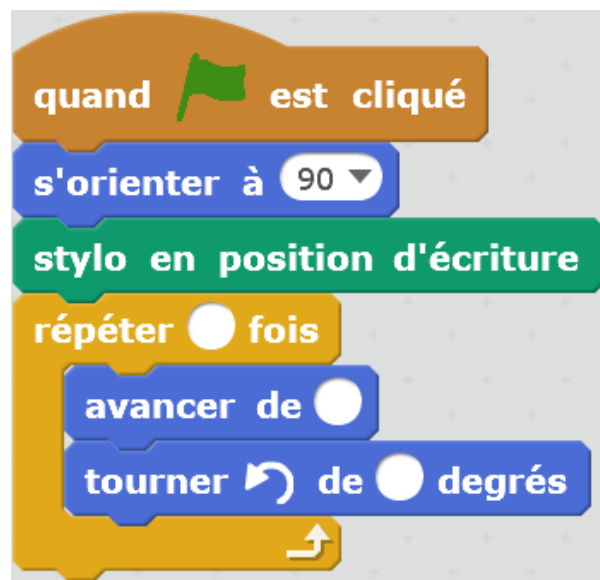 quand est cliqué
s'orienter à 90
stylo en position d'écriture
répéter fois
avancer de
tourner de degrés